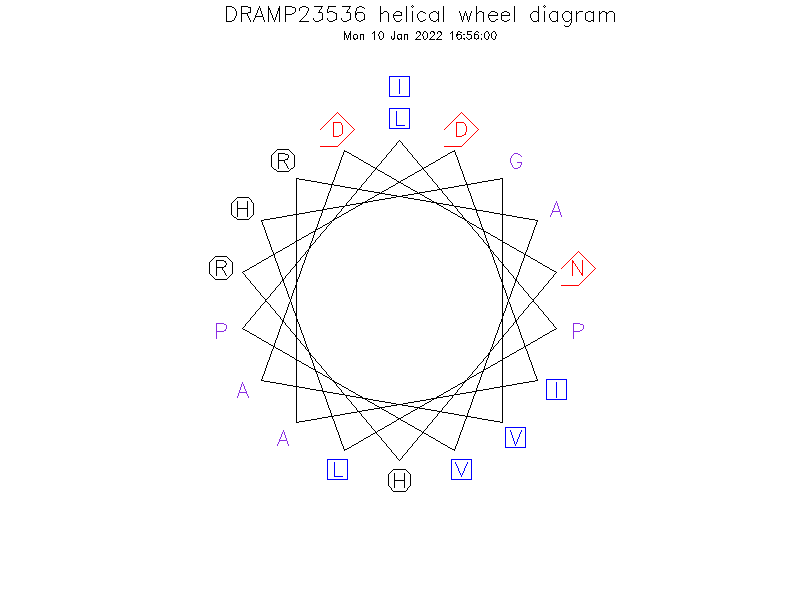 DRAMP23536 helical wheel diagram
Mon 10 Jan 2022 16:56:00
I
L
D D
R G
H A
R N
P P
A I
A V
L V
H